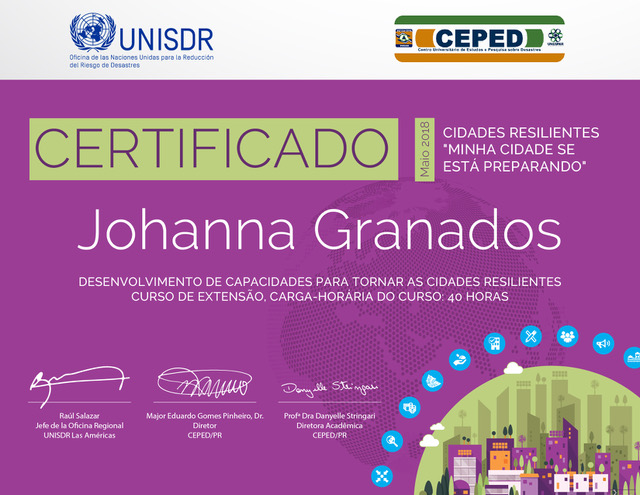 UNISDR
Oficina de las Naciones Unidas para la Reducción
del Riesgo de Desastres
CEPED
Centro Universitário de Estudos e Pesquisas sobre Desastres
UNESPAR
CERTIFICADO
Maio 2018
CIDADES RESILIENTES
"MINHA CIDADE SE
ESTÁ PREPARANDO"
Johanna Granados
DESENVOLVIMENTO DE CAPACIDADES PARA TORNAR AS CIDADES RESILIENTES
CURSO DE EXTENSÃO, CARGA-HORÁRIA DO CURSO: 40 HORAS
Danyelle Stringari
Raúl Salazar
Jefe de la Oficina Regional
UNISDR Las Américas
Major Eduardo Gomes Pinheiro, Dr.
Diretor
CEPED/PR
Profª Dra Danyelle Stringari
Diretora Acadêmica
CEPED/PR